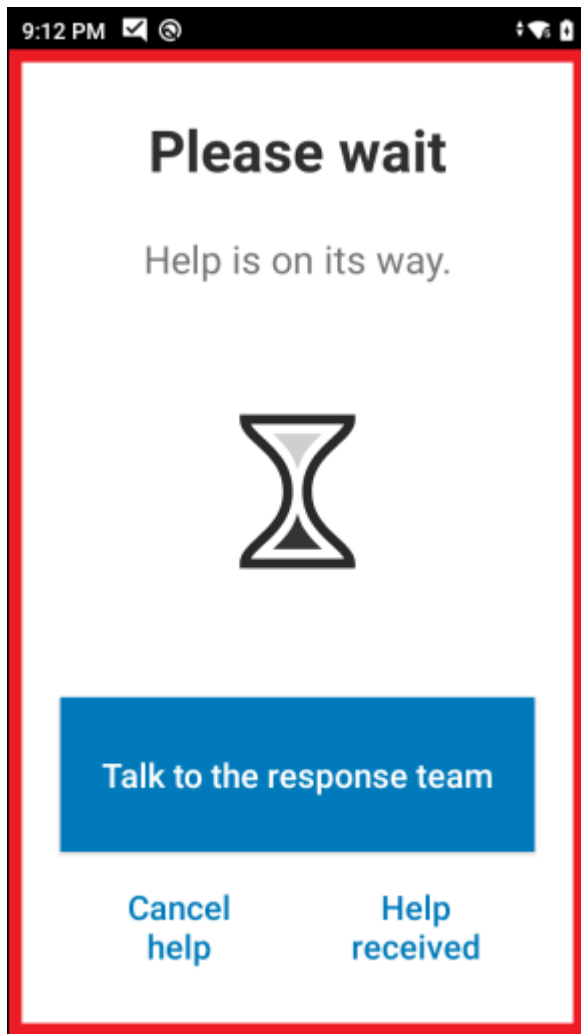 9:12 PM
Please wait
Help is on its way.
Talk to the response team
Cancel
help
Help
received